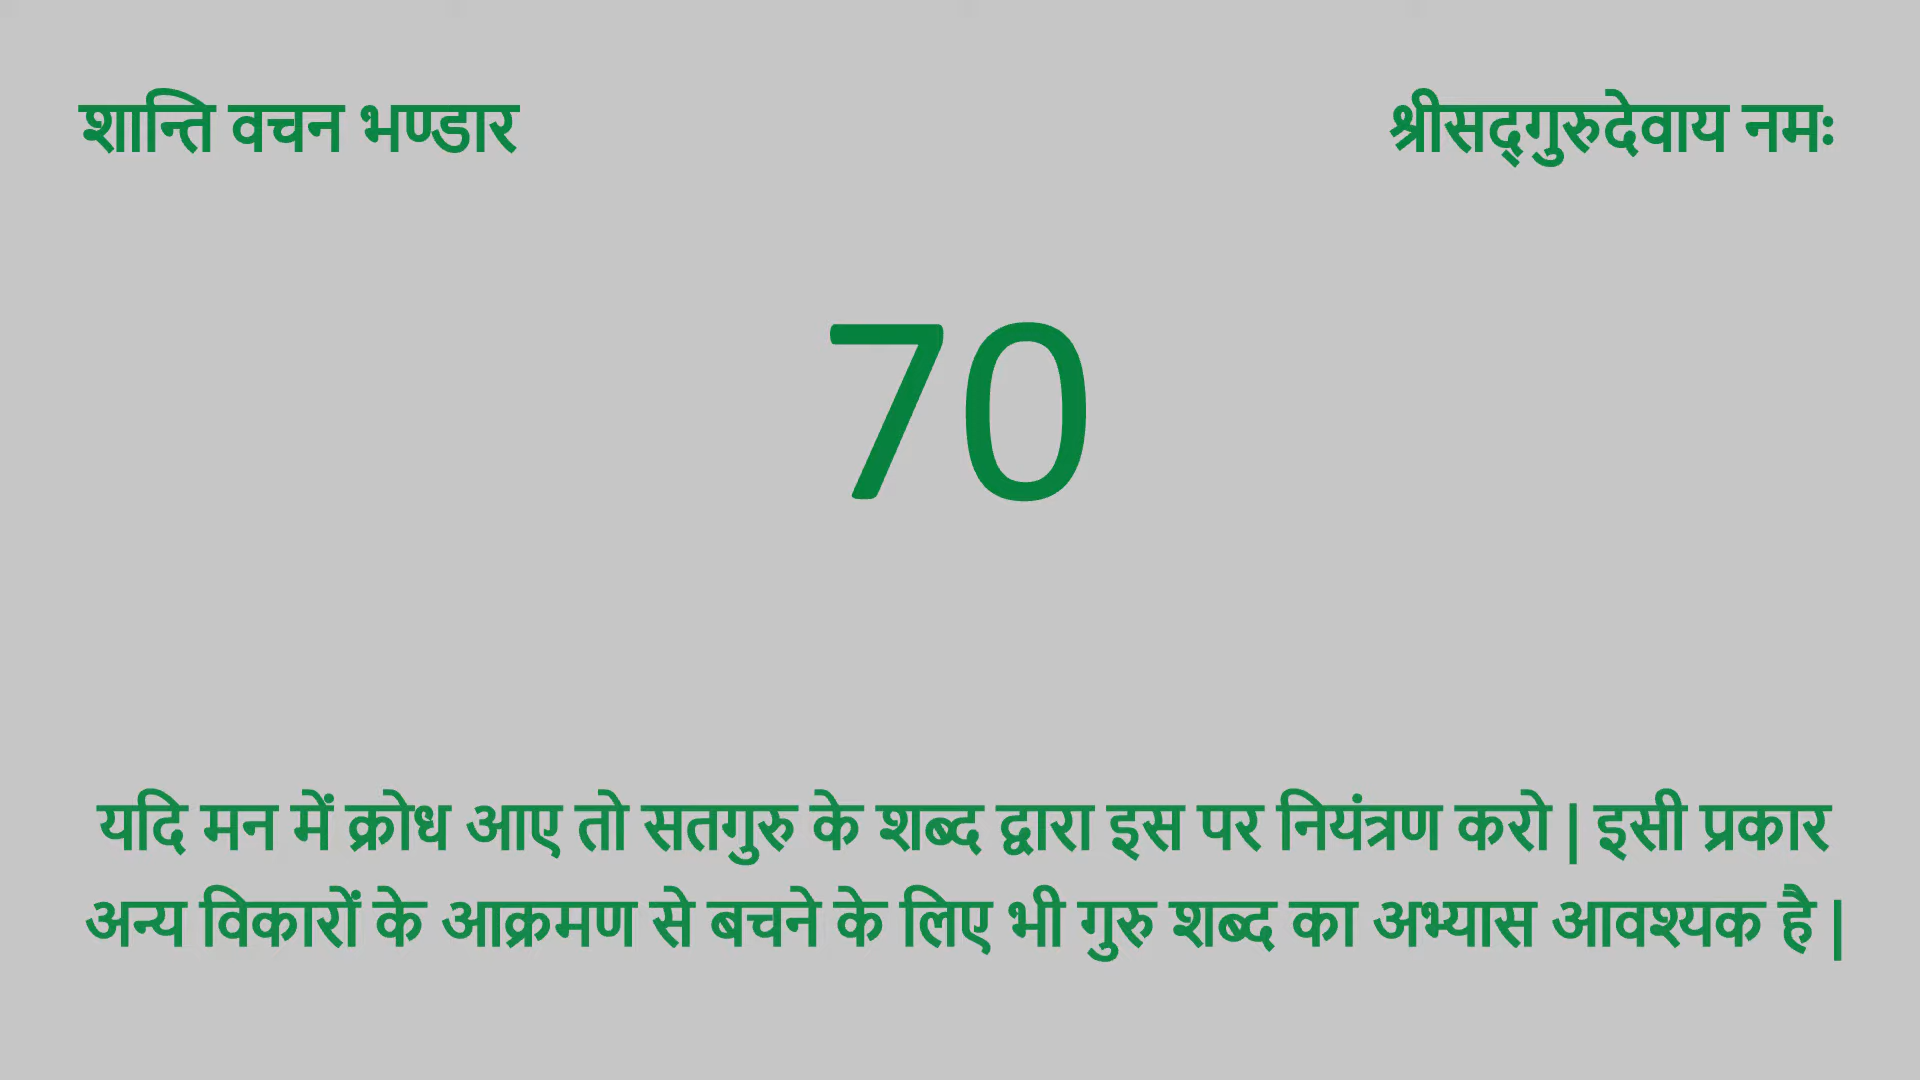 शान्ति वचन भण्डार
श्रीसद्‌गुरुदेवाय नमः
70
यदि मन में क्रोध आए तो सतगुरु के शब्द द्वारा इस पर नियंत्रण करो | इसी प्रकार
अन्य विकारों के आक्रमण से बचने के लिए भी गुरु शब्द का अभ्यास आवश्यक है |